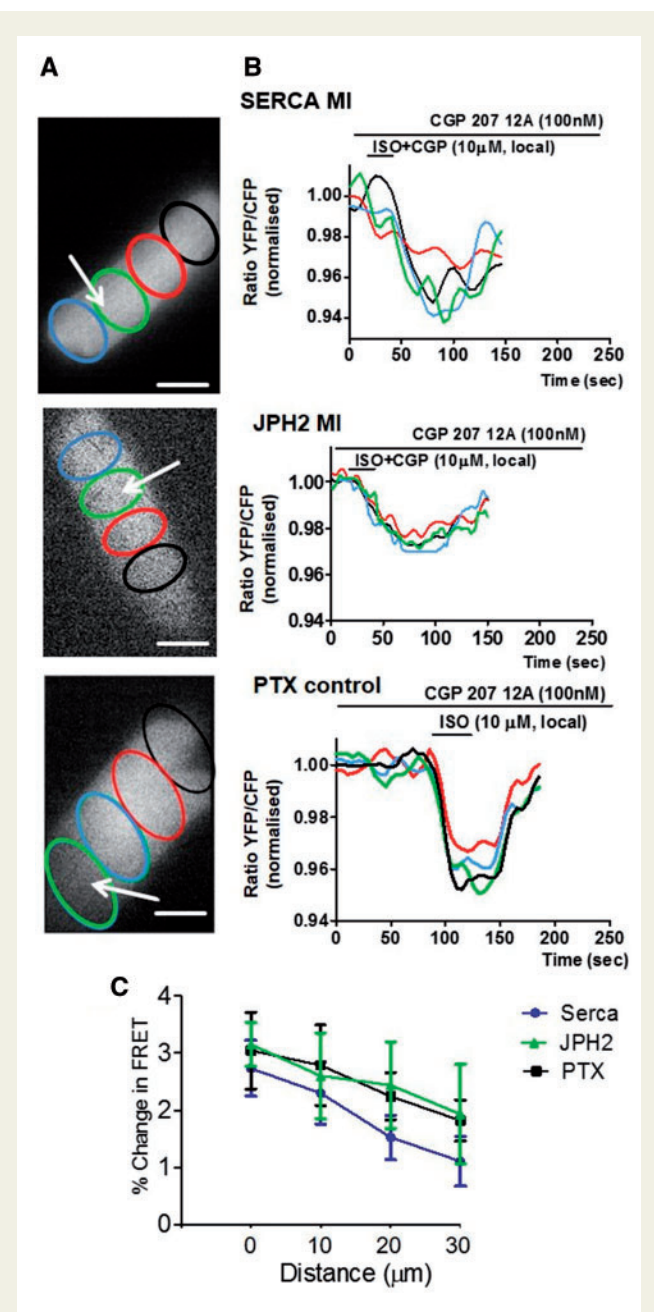 A
B
SERCA MI
CGP 207 12A (100nM)
ISO+CGP (10μM, local)
Ratio YFP/CFP
(normalised)
1.00
0.98
0.96
0.94
0 50 100 150 200 250
Time (sec)
JPH2 MI
CGP 207 12A (100nM)
ISO+CGP (10μM, local)
Ratio YFP/CFP
(normalised)
1.00
0.98
0.96
0.94
0 50 100 150 200 250
Time (sec)
PTX control
CGP 207 12A (100nM)
ISO (10 μM, local)
Ratio YFP/CFP
(normalised)
1.00
0.98
0.96
0.94
0 50 100 150 200 250
Time (sec)
C
% Change in FRET
4
3
2
1
0
0 10 20 30
Distance (μm)
Serca
JPH2
PTX